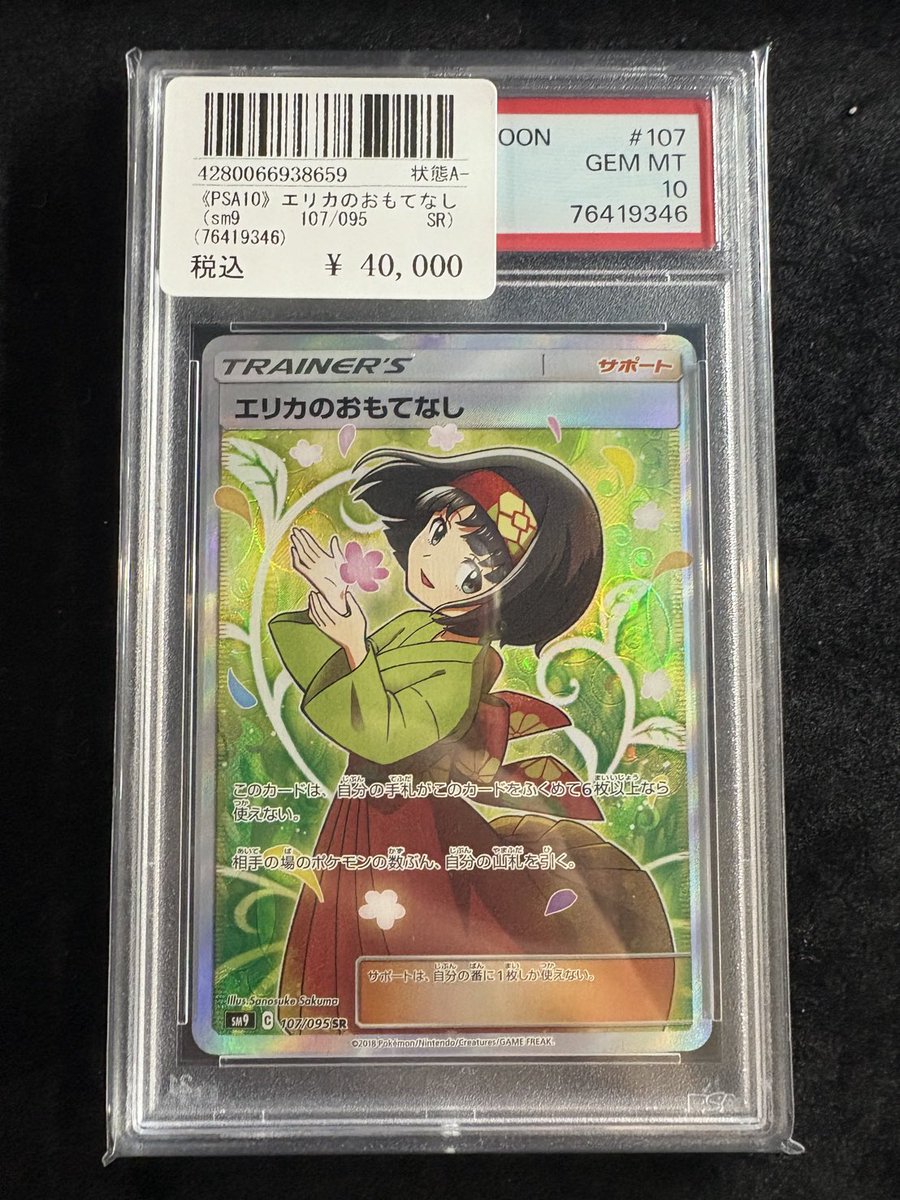 4280066938659 状態A-
《PSA10》エリカのおもてなし
(sm9 107/095 SR)
(76419346)
税込 ¥ 40,000
OON #107
GEM MT
10
76419346
TRAINER'S サポート
エリカのおもてなし
このカードは、自分の手札がこのカードをふくめて6枚以上なら
使えない。
相手の場のポケモンの数ぶん、自分の山札を引く。
サポートは、自分の番に1枚しか使えない。
Illus. Sanosuke Sakuma
sm9 C 107/095 SR
©2018 Pokémon/Nintendo/Creatures/GAME FREAK.
PSA